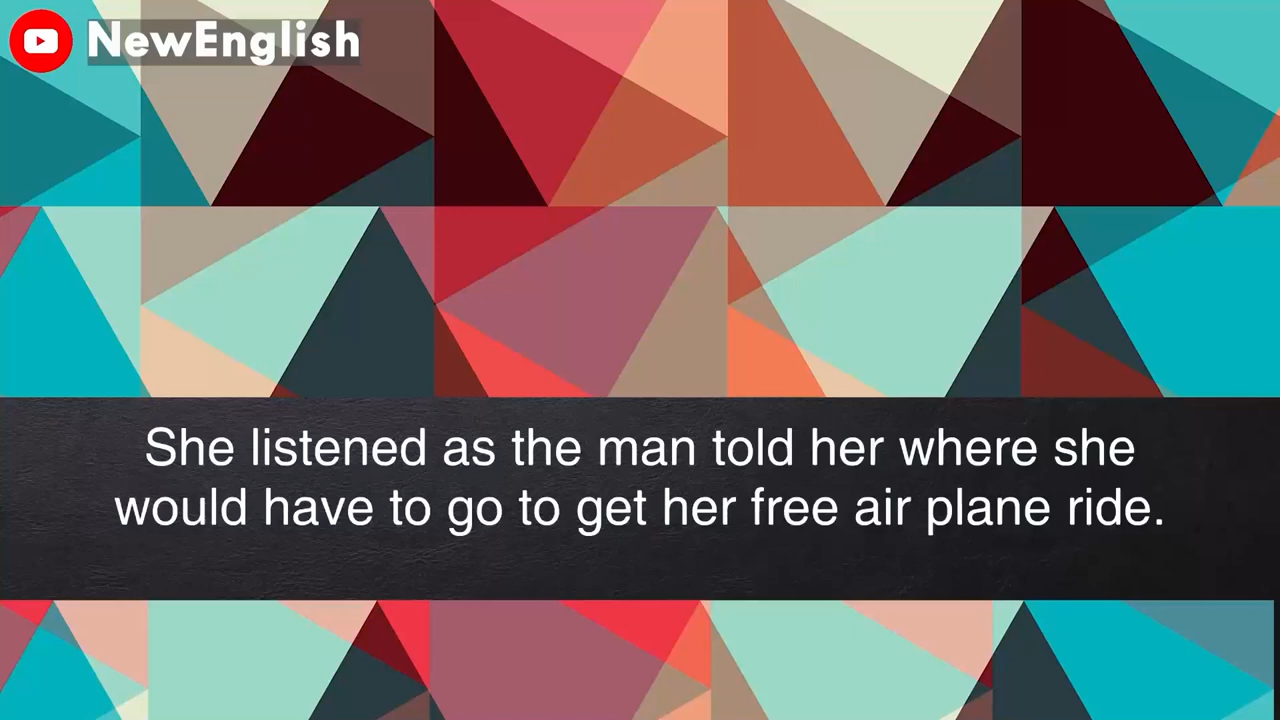 NewEnglish
She listened as the man told her where she
would have to go to get her free air plane ride.